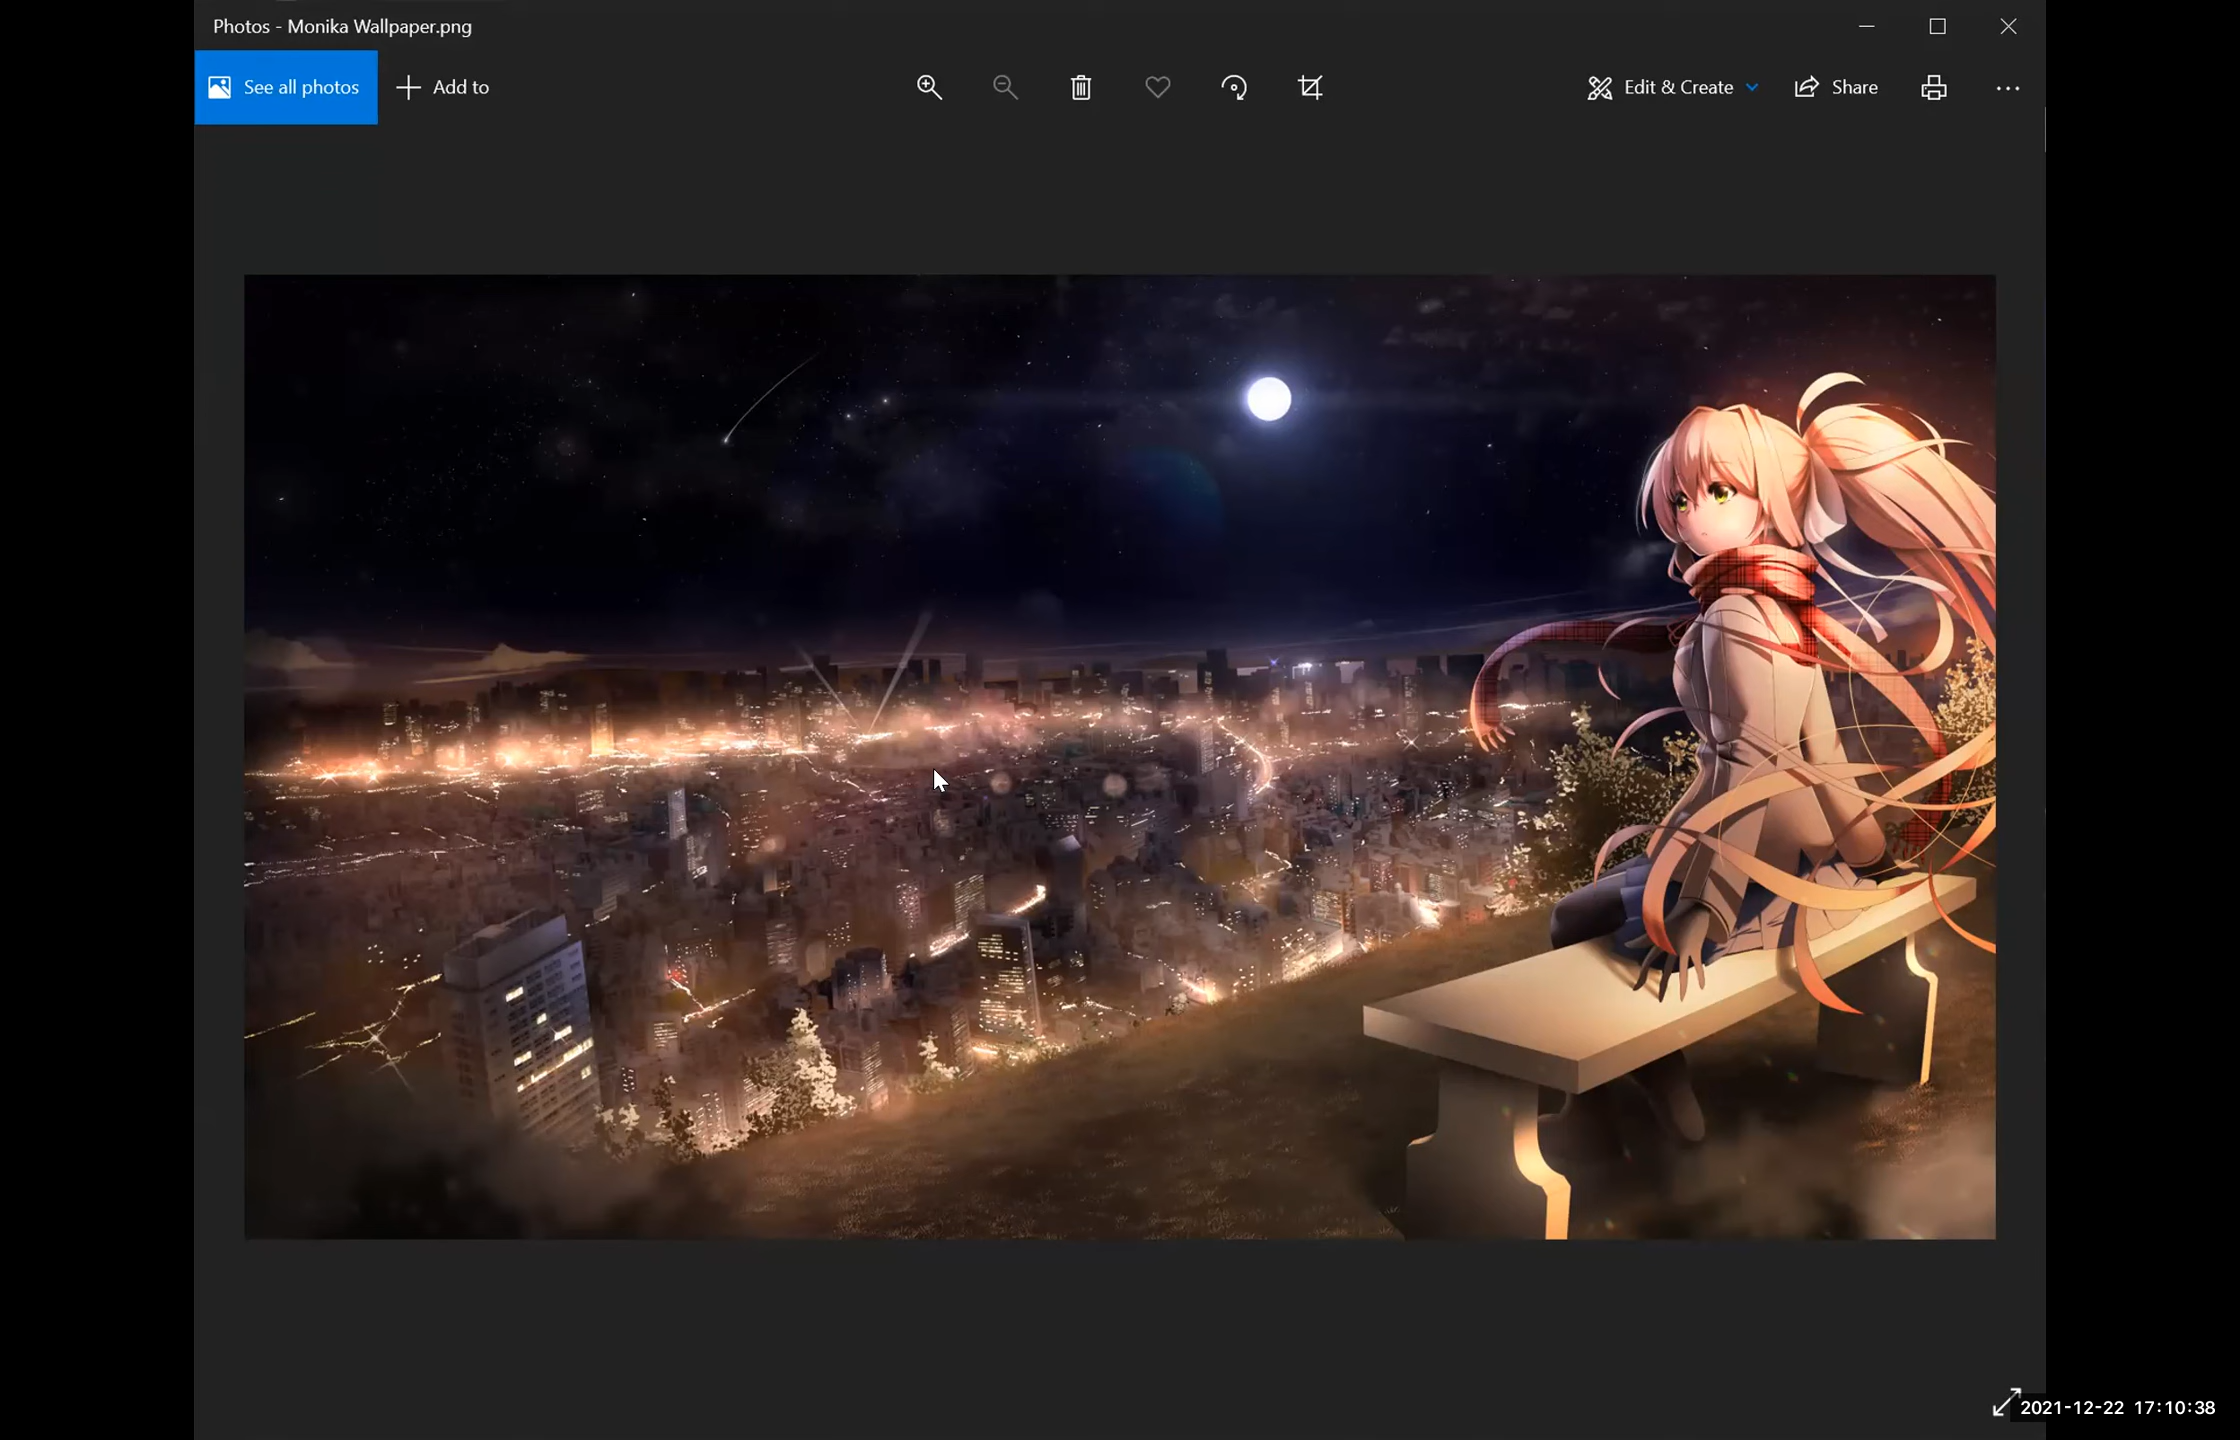 Photos - Monika Wallpaper.png
See all photos
Add to
Edit & Create
Share
2021-12-22 17:10:38